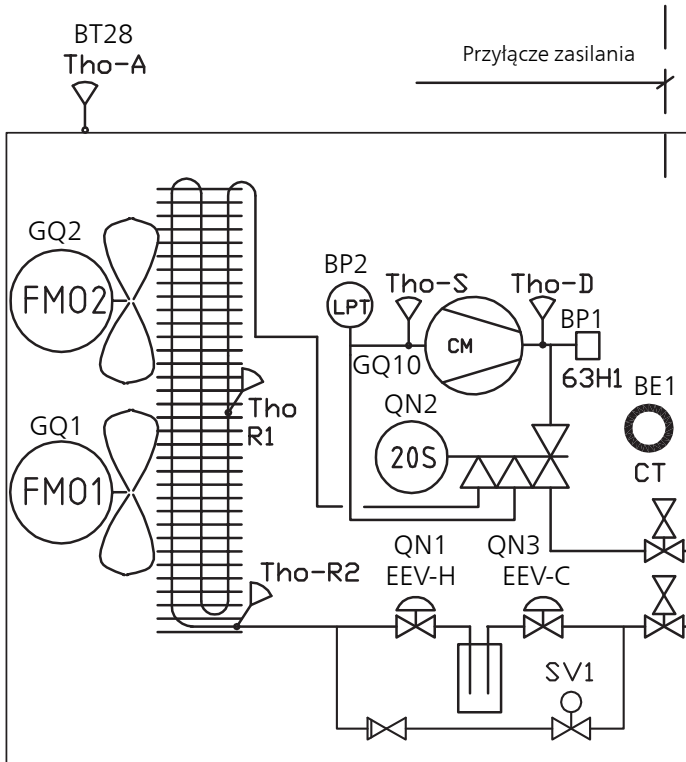 BT28
Tho-A
Przyłącze zasilania
GQ2
FM02
BP2
LPT
Tho-S
Tho-D
BP1
CM
GQ10
63H1
Tho
R1
GQ1
FM01
QN2
20S
BE1
CT
QN1
EEV-H
QN3
EEV-C
Tho-R2
SV1